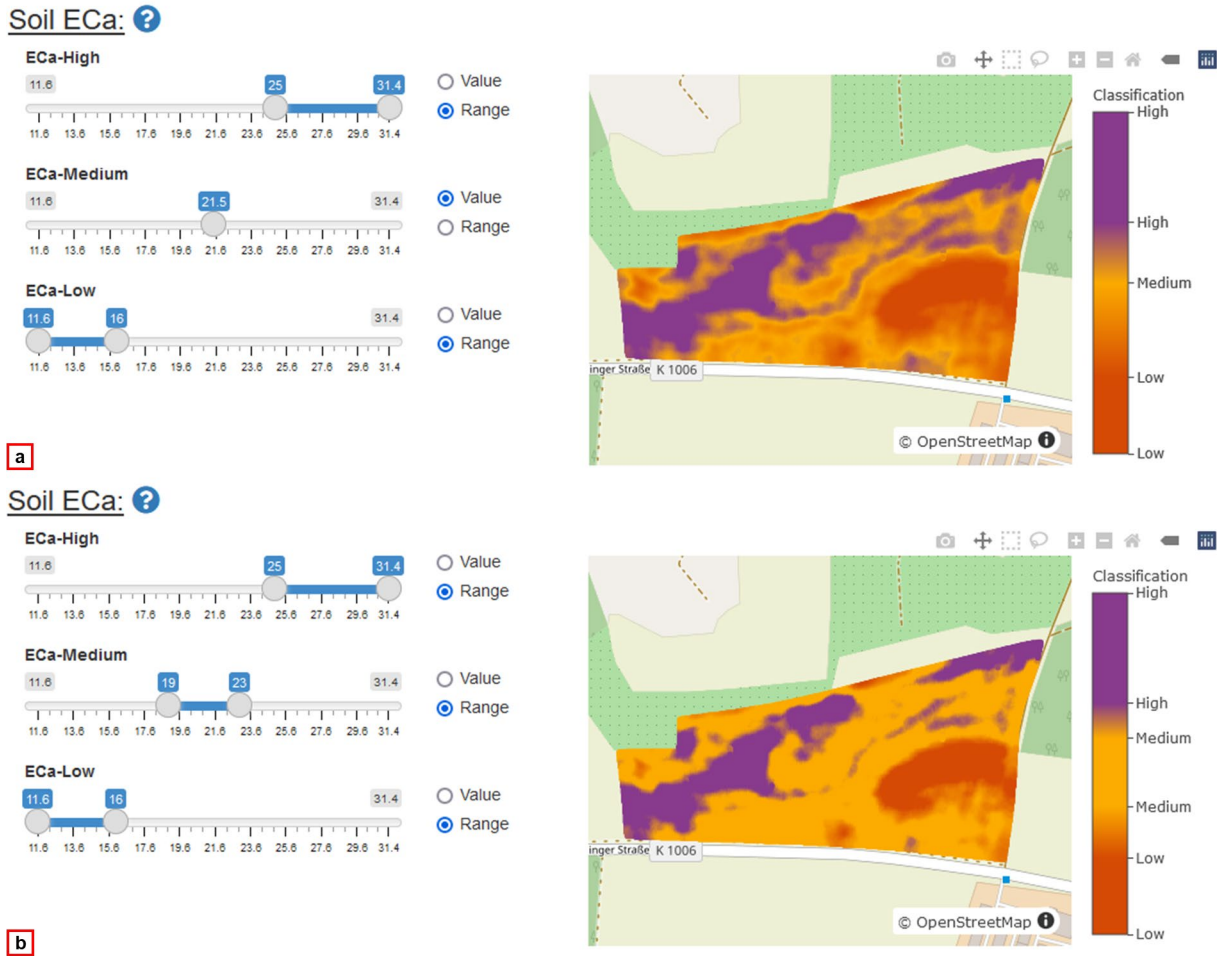 Soil ECa: ?
ECa-High
11.6 25 31.4
Value
Range
11.6 13.6 15.6 17.6 19.6 21.6 23.6 25.6 27.6 29.6 31.4
ECa-Medium
11.6 21.5 31.4
Value
Range
11.6 13.6 15.6 17.6 19.6 21.6 23.6 25.6 27.6 29.6 31.4
ECa-Low
11.6 16 31.4
Value
Range
11.6 13.6 15.6 17.6 19.6 21.6 23.6 25.6 27.6 29.6 31.4
Classification
High
High
Medium
Low
Low
inger Straße K 1006
© OpenStreetMap i
a
Soil ECa: ?
ECa-High
11.6 25 31.4
Value
Range
11.6 13.6 15.6 17.6 19.6 21.6 23.6 25.6 27.6 29.6 31.4
ECa-Medium
11.6 19 23 31.4
Value
Range
11.6 13.6 15.6 17.6 19.6 21.6 23.6 25.6 27.6 29.6 31.4
ECa-Low
11.6 16 31.4
Value
Range
11.6 13.6 15.6 17.6 19.6 21.6 23.6 25.6 27.6 29.6 31.4
Classification
High
High
Medium
Medium
Low
Low
inger Straße K 1006
© OpenStreetMap i
b